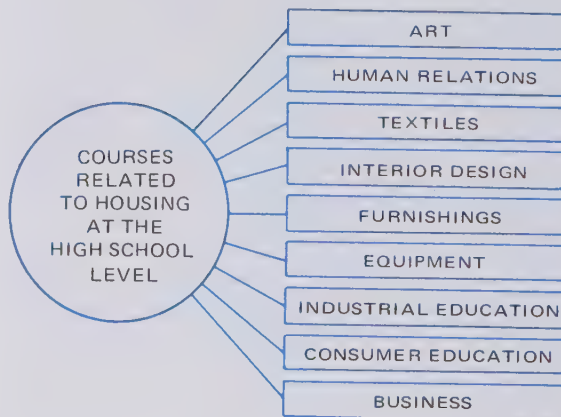 COURSES
RELATED
TO HOUSING
AT THE
HIGH SCHOOL
LEVEL
ART
HUMAN RELATIONS
TEXTILES
INTERIOR DESIGN
FURNISHINGS
EQUIPMENT
INDUSTRIAL EDUCATION
CONSUMER EDUCATION
BUSINESS